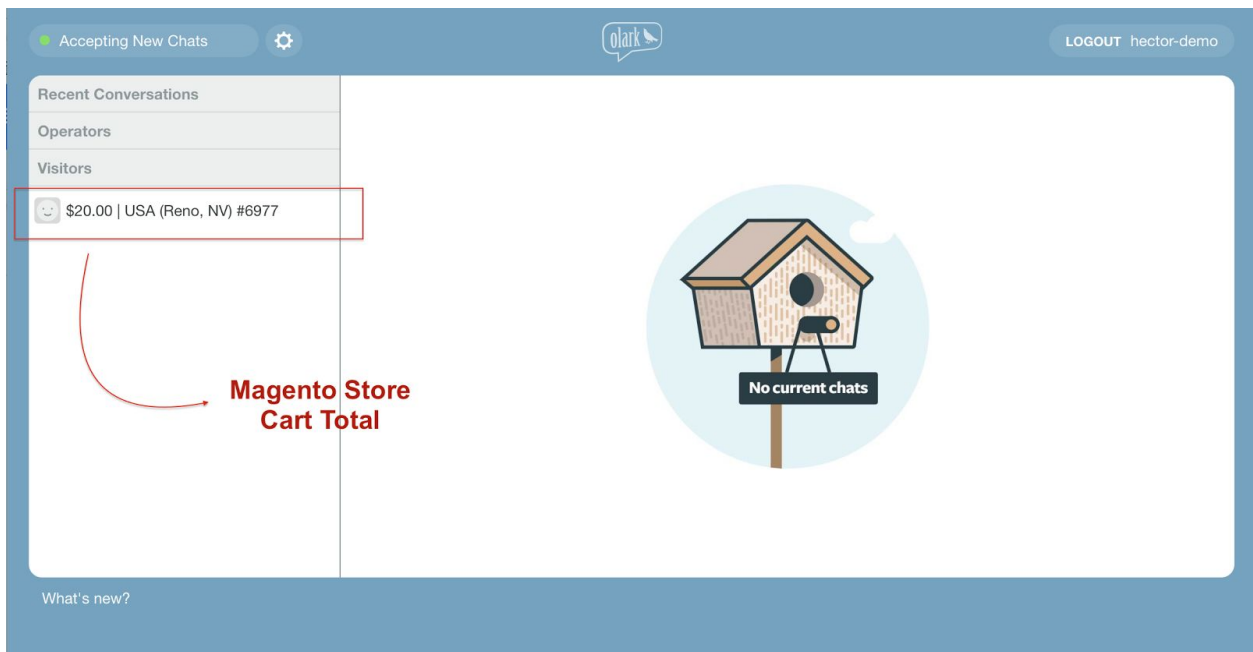 Accepting New Chats
olark
LOGOUT hector-demo
Recent Conversations
Operators
Visitors
$20.00 | USA (Reno, NV) #6977
Magento Store
Cart Total
No current chats
What's new?